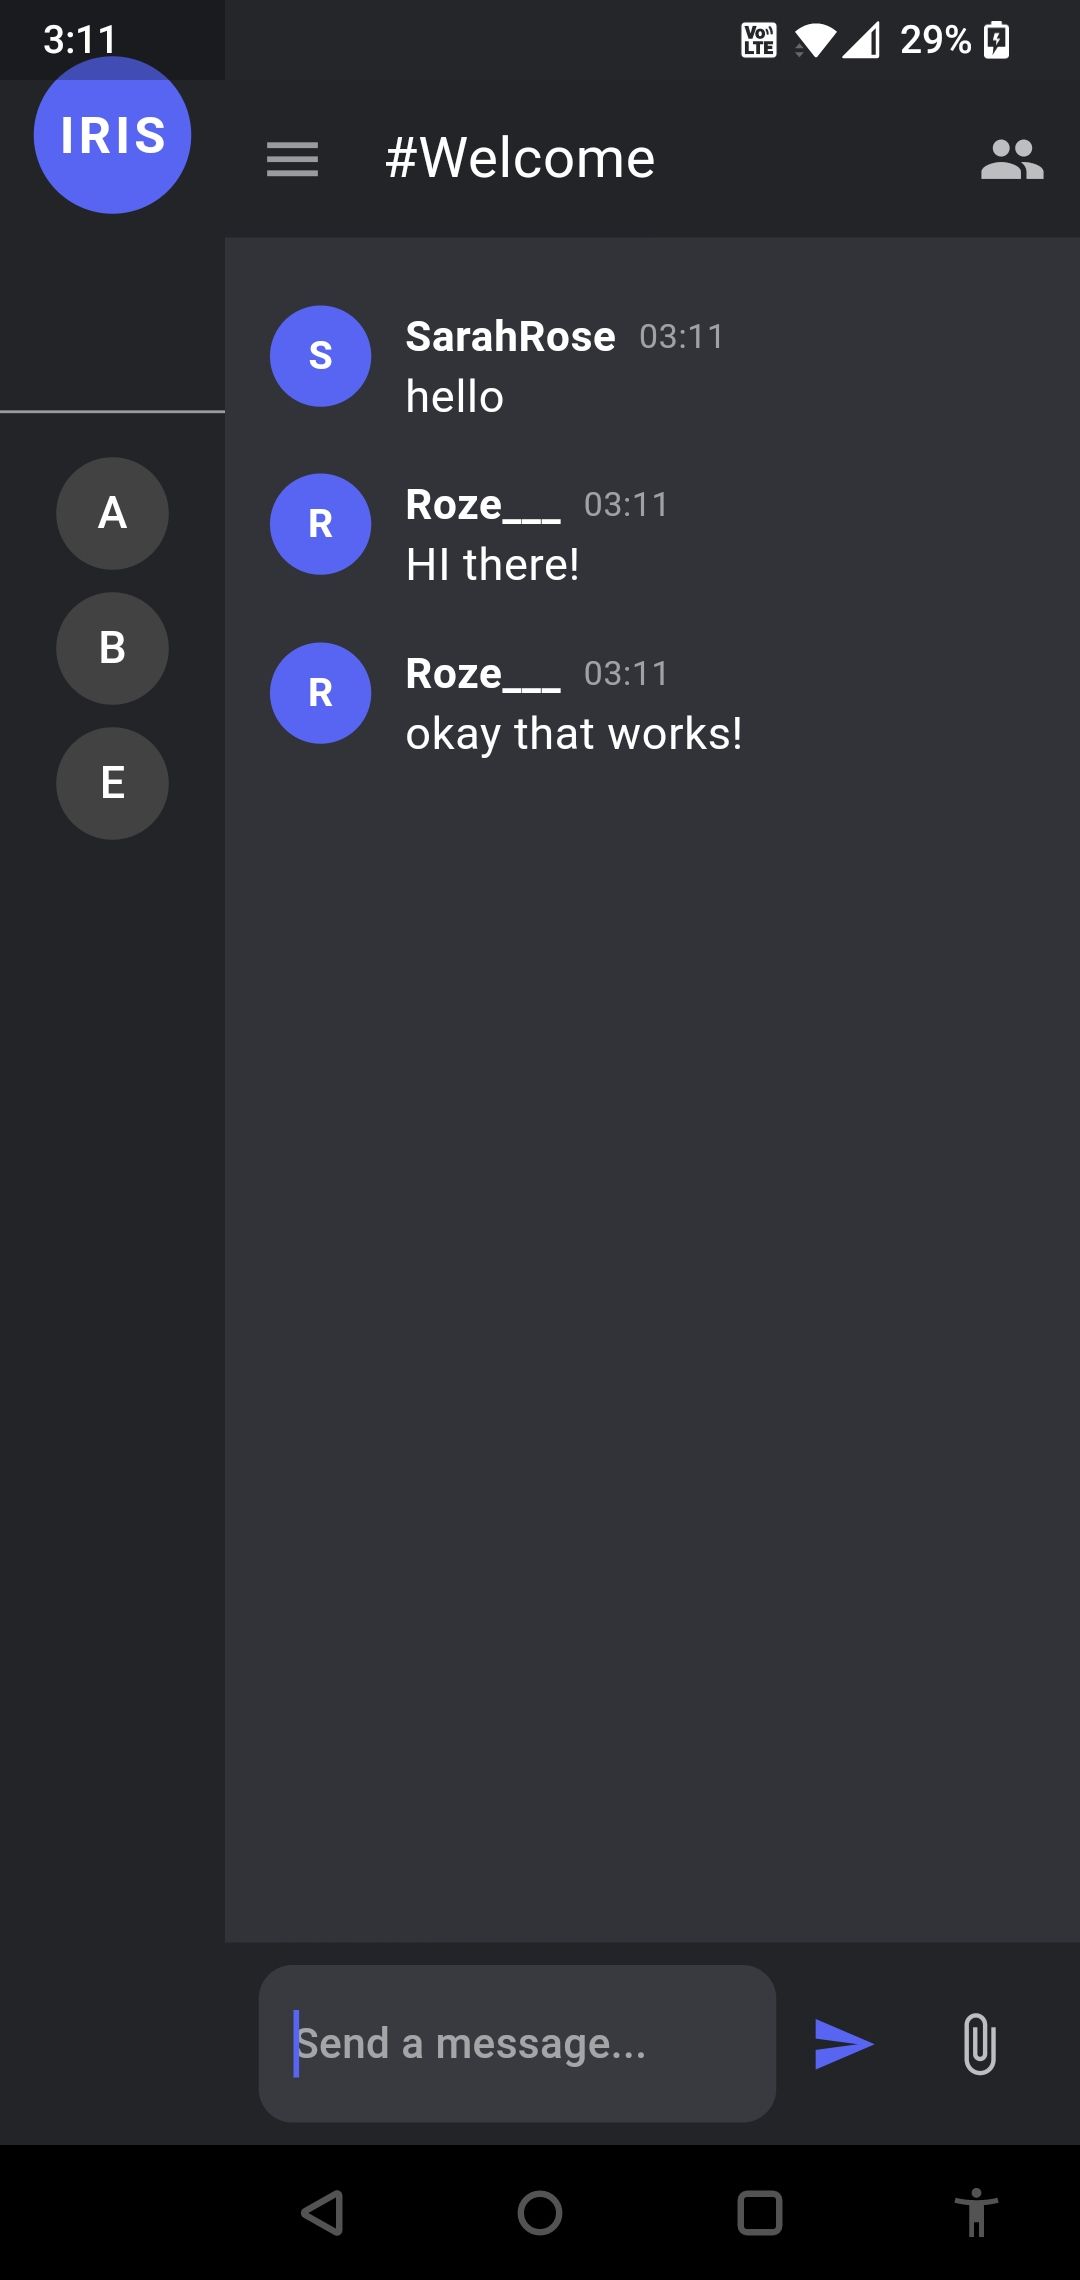 3:11
Vo LTE
29%
IRIS
#Welcome
S
SarahRose 03:11
hello
R
Roze___ 03:11
HI there!
R
Roze___ 03:11
okay that works!
A
B
E
Send a message...